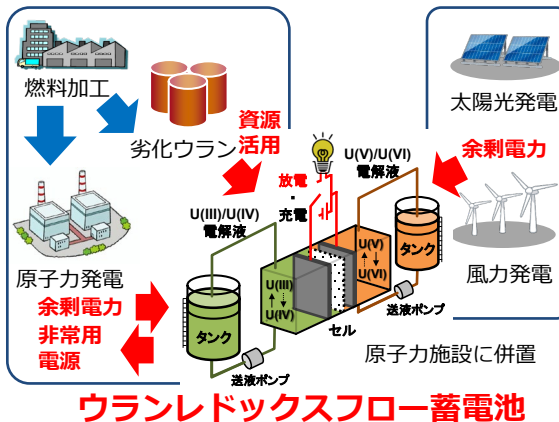 燃料加工
劣化ウラン
資源
活用
原子力発電
余剰電力
非常用
電源
太陽光発電
余剰電力
風力発電
U(III)/U(IV)
電解液
放電
・
充電
U(V)/U(VI)
電解液
タンク
U(III)
U(IV)
U(V)
U(VI)
タンク
セル
送液ポンプ
送液ポンプ
原子力施設に併置
ウランレドックスフロー蓄電池